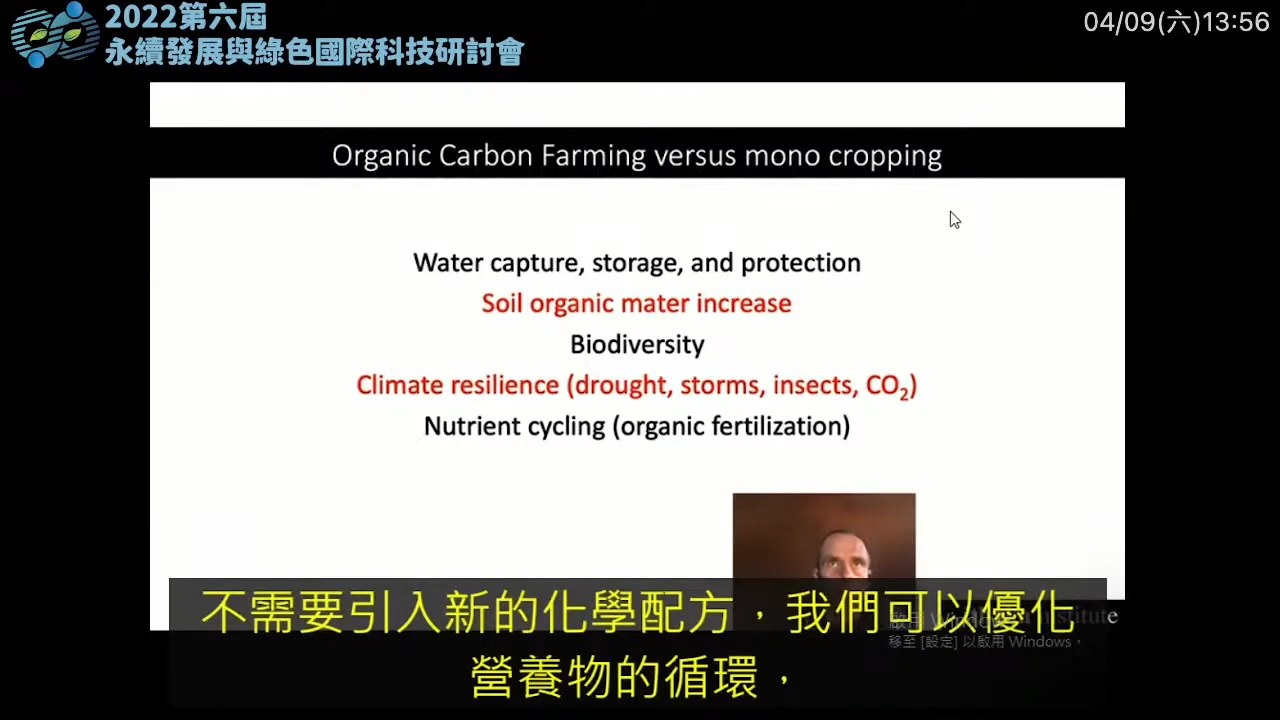 2022第六屆
永續發展與綠色國際科技研討會
04/09(六)13:56
Organic Carbon Farming versus mono cropping
Water capture, storage, and protection
Soil organic mater increase
Biodiversity
Climate resilience (drought, storms, insects, CO₂)
Nutrient cycling (organic fertilization)
不需要引入新的化學配方，我們可以優化
營養物的循環，
啟用 Windows
移至 [設定] 以啟用 Windows。